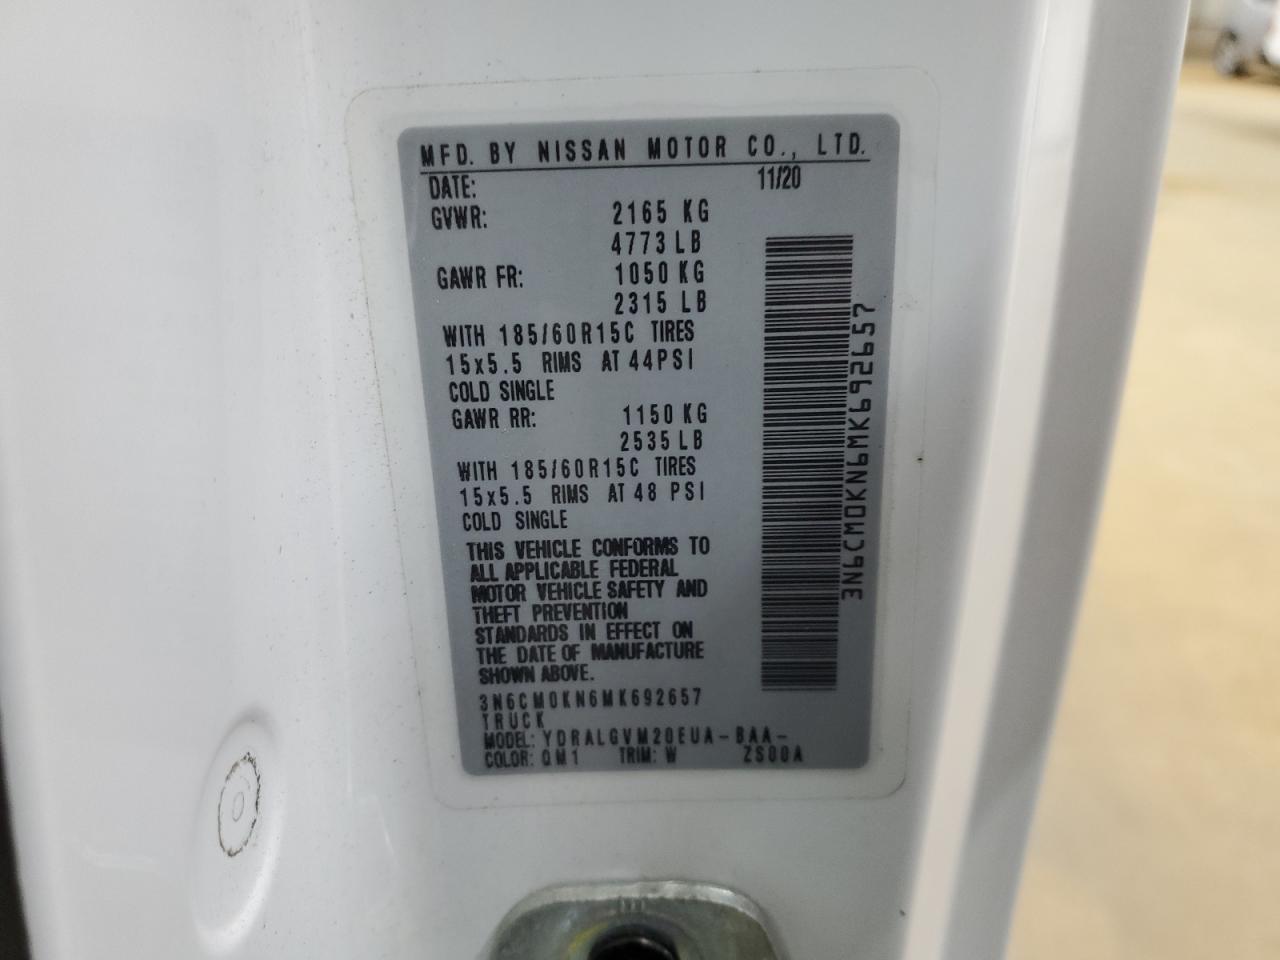 MFD. BY NISSAN MOTOR CO., LTD.
DATE: 11/20
GVWR: 2165 KG
4773 LB
GAWR FR: 1050 KG
2315 LB
WITH 185/60R15C TIRES
15x5.5 RIMS AT 44PSI
COLD SINGLE
GAWR RR: 1150 KG
2535 LB
WITH 185/60R15C TIRES
15x5.5 RIMS AT 48 PSI
COLD SINGLE
THIS VEHICLE CONFORMS TO
ALL APPLICABLE FEDERAL
MOTOR VEHICLE SAFETY AND
THEFT PREVENTION
STANDARDS IN EFFECT ON
THE DATE OF MANUFACTURE
SHOWN ABOVE.
3N6CM0KN6MK692657
TRUCK
MODEL: YDRALGVM20EUA-BAA-
COLOR: QM1 TRIM: W ZS00A
3N6CM0KN6MK692657